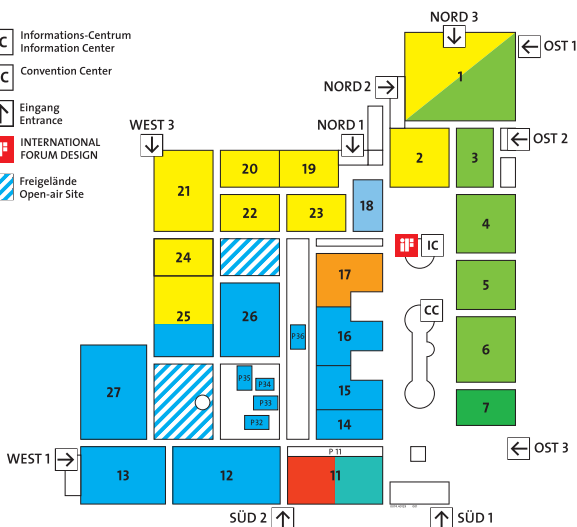 C Informations-Centrum
Information Center
C Convention Center
Eingang
Entrance
iF INTERNATIONAL
FORUM DESIGN
Freigelände
Open-air Site
NORD 3
OST 1
1
NORD 2
WEST 3
NORD 1
OST 2
2
3
20
19
21
22
23
18
4
24
iF
IC
17
5
25
26
P36
16
CC
6
P35
P34
27
15
P33
7
P32
14
WEST 1
P 11
OST 3
13
12
11
SÜD 2
SÜD 1